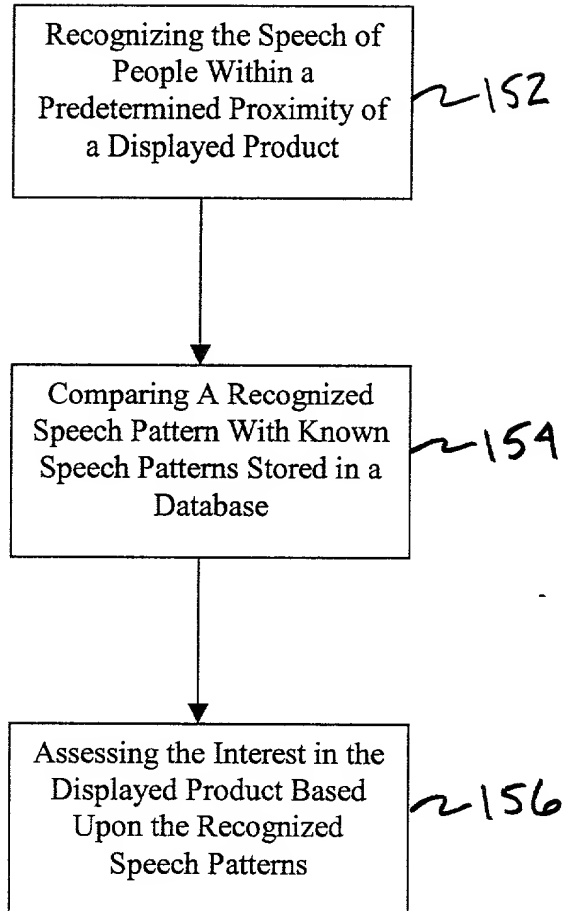 Recognizing the Speech of
People Within a
Predetermined Proximity of
a Displayed Product
152
Comparing A Recognized
Speech Pattern With Known
Speech Patterns Stored in a
Database
154
Assessing the Interest in the
Displayed Product Based
Upon the Recognized
Speech Patterns
156